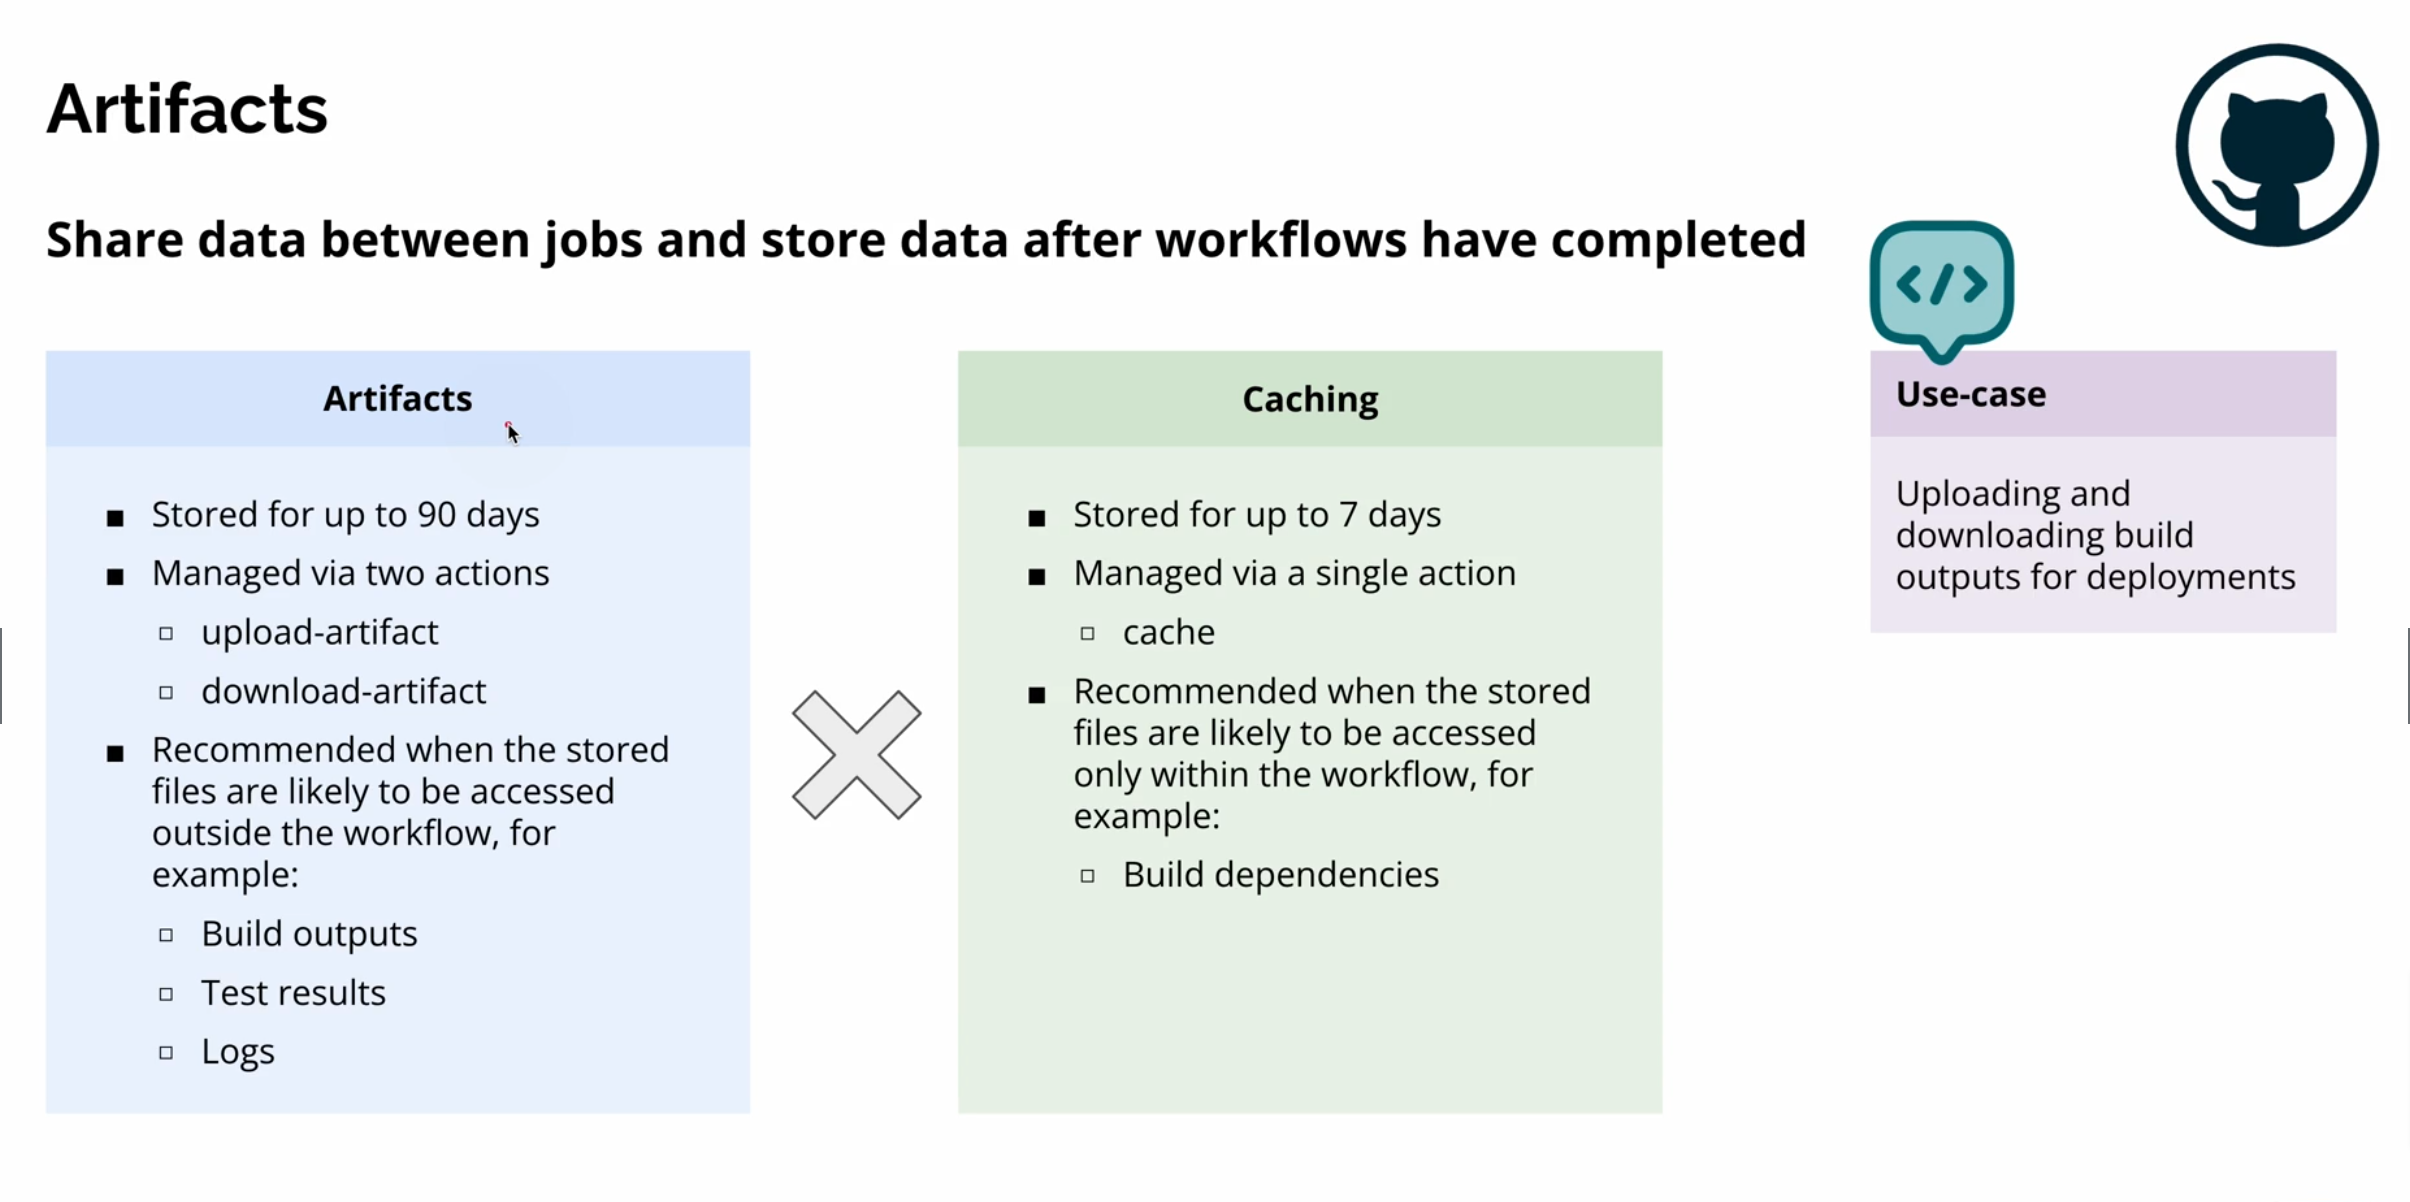 Artifacts
Share data between jobs and store data after workflows have completed
</>
Artifacts
Stored for up to 90 days
Managed via two actions
upload-artifact
download-artifact
Recommended when the stored
files are likely to be accessed
outside the workflow, for
example:
Build outputs
Test results
Logs
Caching
Stored for up to 7 days
Managed via a single action
cache
Recommended when the stored
files are likely to be accessed
only within the workflow, for
example:
Build dependencies
Use-case
Uploading and
downloading build
outputs for deployments